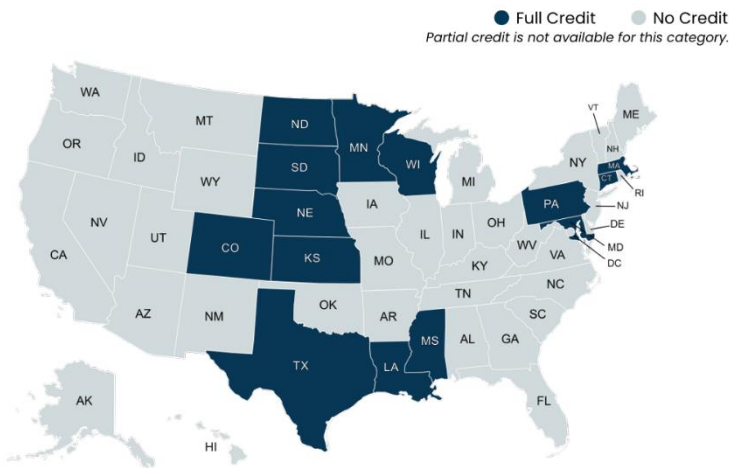 Full Credit No Credit
Partial credit is not available for this category.
WA
MT
ND
MN
VT
ME
OR
ID
SD
WI
NH
MA
WY
MI
NY
CT
RI
NE
IA
PA
NJ
NV
UT
CO
IL
IN
OH
DE
CA
KS
MO
WV
VA
MD
DC
KY
AZ
NM
OK
AR
TN
NC
SC
TX
LA
MS
AL
GA
AK
FL
HI